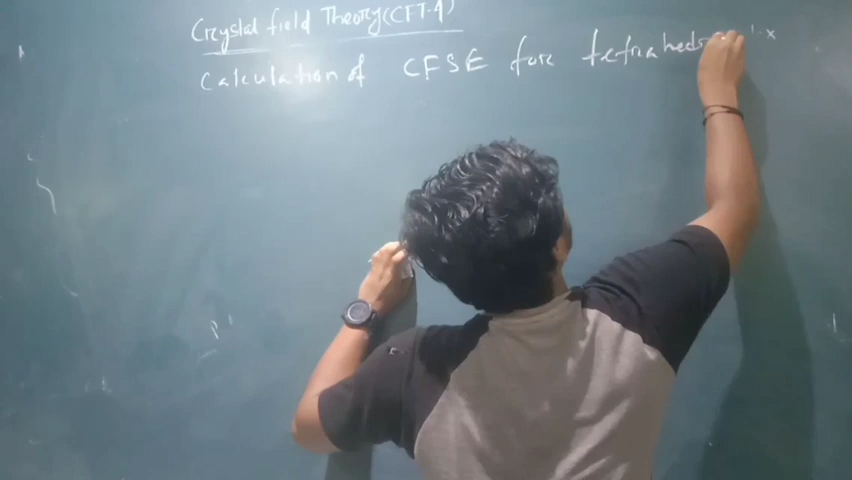 Crystal field Theory (CFT-4)
Calculation of CFSE for tetrahedr